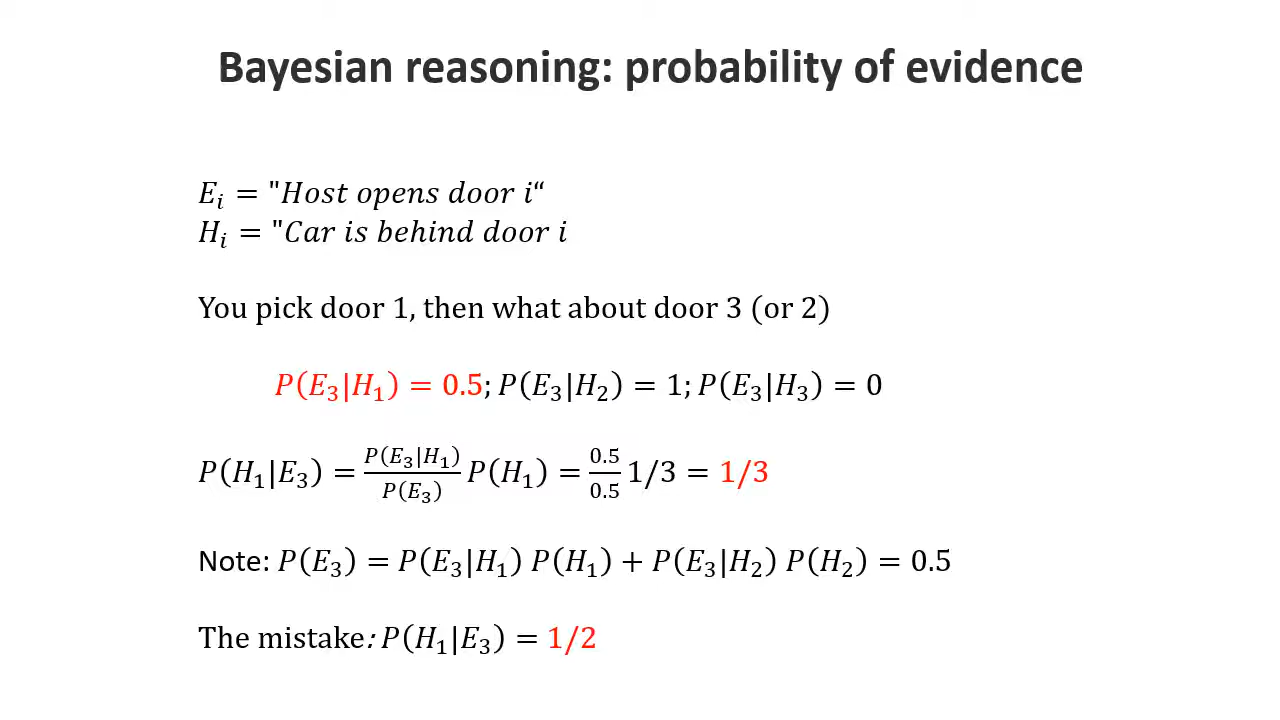 Bayesian reasoning: probability of evidence
E_i = "Host opens door i“
H_i = "Car is behind door i
You pick door 1, then what about door 3 (or 2)
P(E_3|H_1) = 0.5; P(E_3|H_2) = 1; P(E_3|H_3) = 0
P(H_1|E_3) = \frac{P(E_3|H_1)}{P(E_3)} P(H_1) = \frac{0.5}{0.5} 1/3 = 1/3
Note: P(E_3) = P(E_3|H_1) P(H_1) + P(E_3|H_2) P(H_2) = 0.5
The mistake: P(H_1|E_3) = 1/2